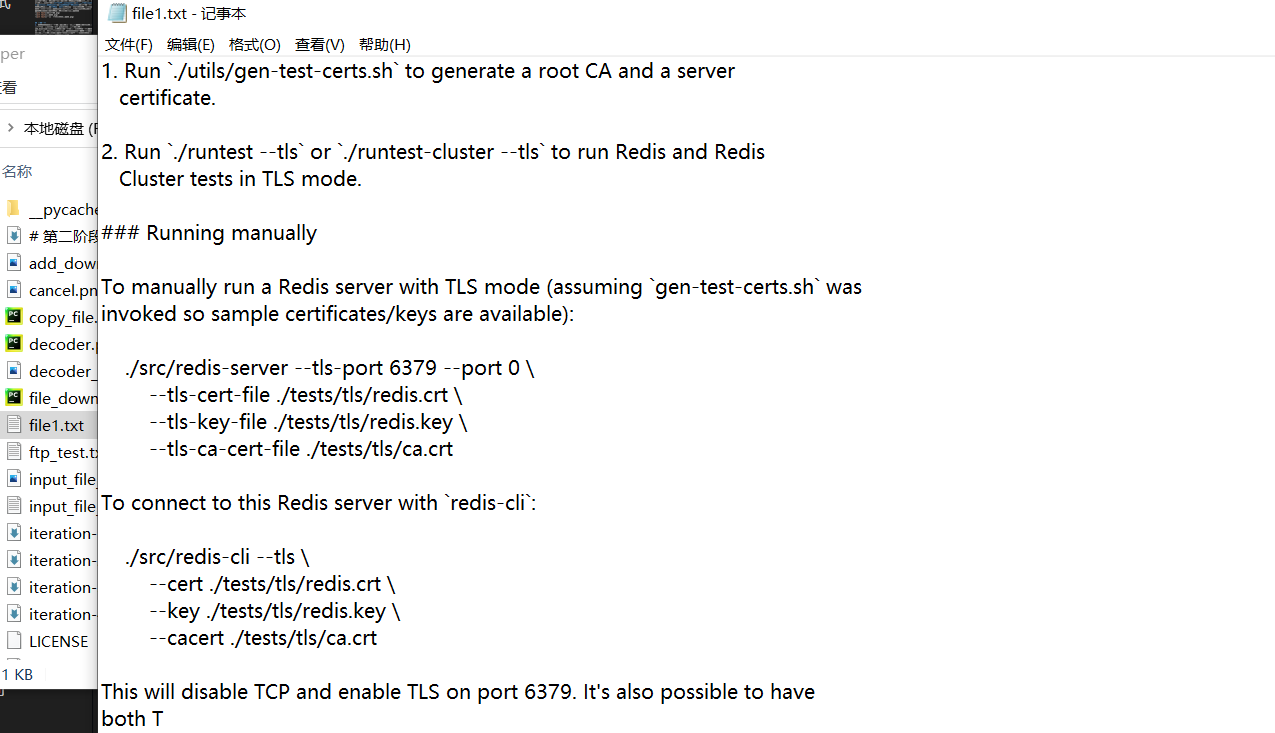 式
file1.txt - 记事本
文件(F) 编辑(E) 格式(O) 查看(V) 帮助(H)
per
查看
本地磁盘 (F
名称
__pycache
# 第二阶段
add_dow
cancel.pn
copy_file.
decoder.p
decoder_
file_down
file1.txt
ftp_test.tx
input_file_
input_file_
iteration-
iteration-
iteration-
iteration-
LICENSE
1 KB
1. Run `./utils/gen-test-certs.sh` to generate a root CA and a server
certificate.
2. Run `./runtest --tls` or `./runtest-cluster --tls` to run Redis and Redis
Cluster tests in TLS mode.
### Running manually
To manually run a Redis server with TLS mode (assuming `gen-test-certs.sh` was
invoked so sample certificates/keys are available):
./src/redis-server --tls-port 6379 --port 0 \
--tls-cert-file ./tests/tls/redis.crt \
--tls-key-file ./tests/tls/redis.key \
--tls-ca-cert-file ./tests/tls/ca.crt
To connect to this Redis server with `redis-cli`:
./src/redis-cli --tls \
--cert ./tests/tls/redis.crt \
--key ./tests/tls/redis.key \
--cacert ./tests/tls/ca.crt
This will disable TCP and enable TLS on port 6379. It's also possible to have
both T